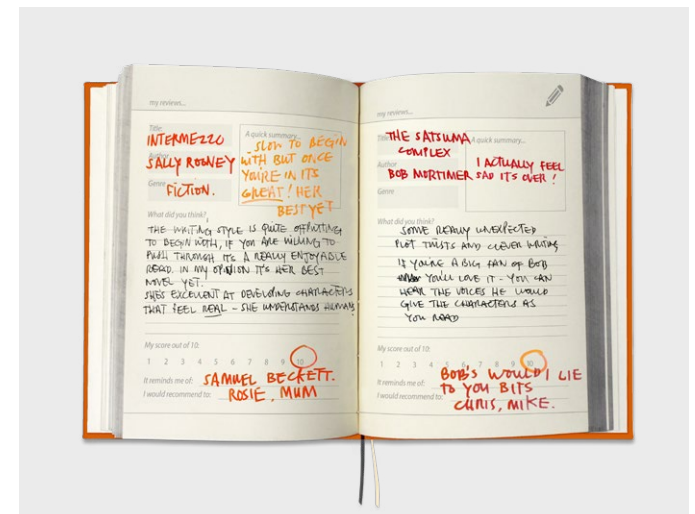 my reviews...
Title
INTERMEZZO
Author
SALLY ROONEY
Genre
FICTION.
A quick summary...
SLOW TO BEGIN
WITH BUT ONCE
YOU'RE IN ITS
GREAT! HER
BEST YET
What did you think?
THE WRITING STYLE IS QUITE OFFPUTTING
TO BEGIN WITH, IF YOU ARE WILLING TO
PUSH THROUGH ITS A REALLY ENJOYABLE
READ. IN MY OPINION IT'S HER BEST
NOVEL YET.
SHE'S EXCELLENT AT DEVELOPING CHARACTERS
THAT FEEL REAL - SHE UNDERSTANDS HUMANS
My score out of 10:
1 2 3 4 5 6 7 8 9 10
It reminds me of: SAMUEL BECKETT.
I would recommend to: ROSIE, MUM
my reviews...
Title
THE SATSUMA
COMPLEX
Author
BOB MORTIMER
Genre
A quick summary...
I ACTUALLY FEEL
SAD ITS OVER!
What did you think?
SOME REALLY UNEXPECTED
PLOT TWISTS AND CLEVER WRITING
IF YOU'RE A BIG FAN OF BOB
YOU'LL LOVE IT - YOU CAN
HEAR THE VOICES HE WOULD
GIVE THE CHARACTERS AS
YOU READ
My score out of 10:
1 2 3 4 5 6 7 8 9 10
It reminds me of: BOB'S WOULD I LIE
TO YOU BITS
I would recommend to: CHRIS, MIKE.